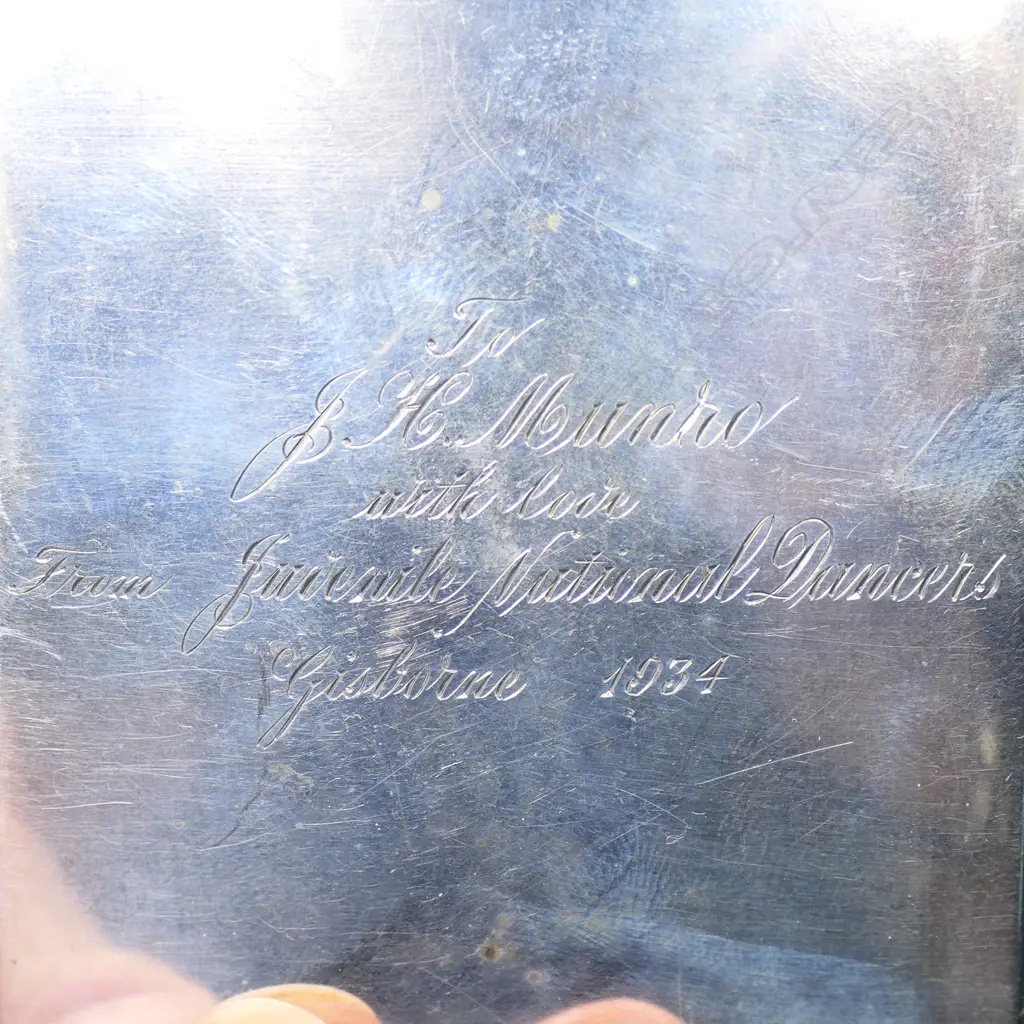 To
J. H. Munro
with love
From Juvenile National Dancers
Gisborne 1934